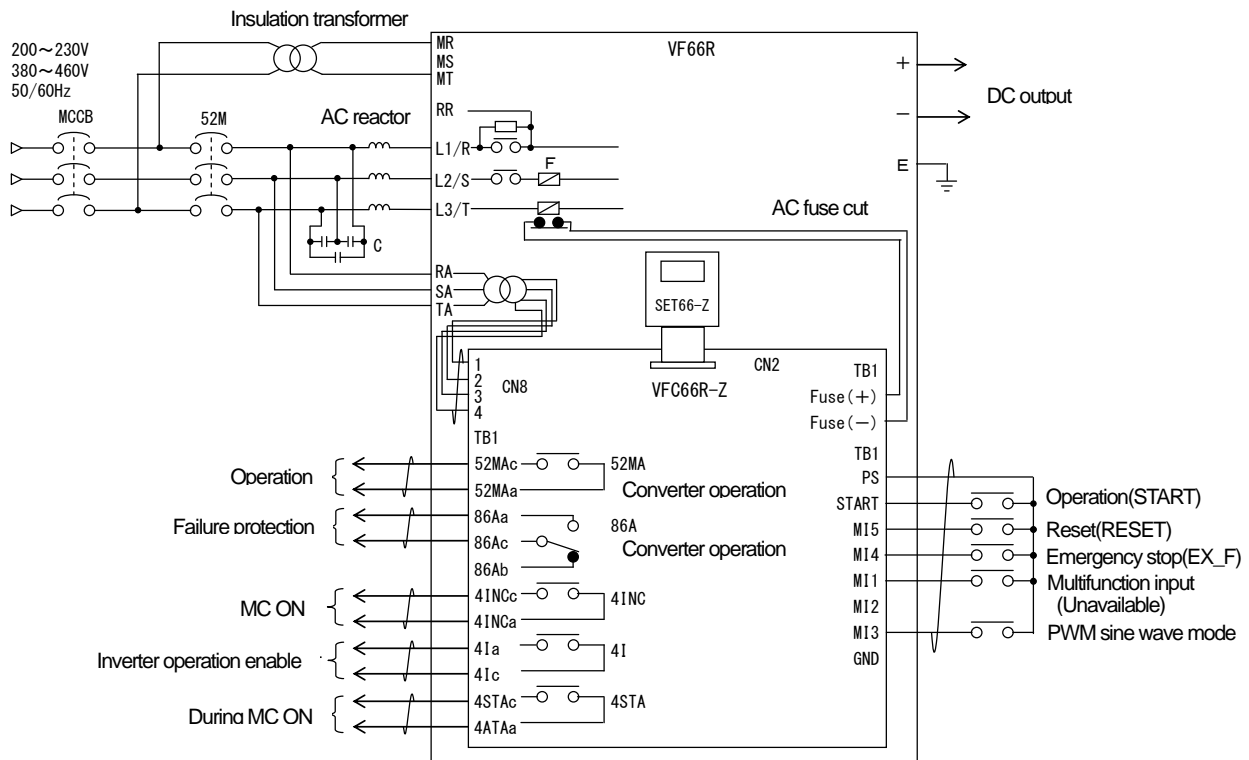 Insulation transformer
200～230V
380～460V
50/60Hz
MCCB
52M
AC reactor
MR
MS
MT
VF66R
+
−
DC output
RR
L1/R
L2/S
F
L3/T
E
AC fuse cut
C
RA
SA
TA
SET66-Z
1
2
3
4
CN8
CN2
VFC66R-Z
TB1
Fuse(+)
Fuse(−)
TB1
Operation
52MAc
52MAa
52MA
Converter operation
Failure protection
86Aa
86Ac
86Ab
86A
Converter operation
MC ON
4INCc
4INCa
4INC
Inverter operation enable
4Ia
4Ic
4I
During MC ON
4STAc
4ATAa
4STA
TB1
PS
START
Operation(START)
MI5
Reset(RESET)
MI4
Emergency stop(EX_F)
MI1
Multifunction input
(Unavailable)
MI2
MI3
PWM sine wave mode
GND